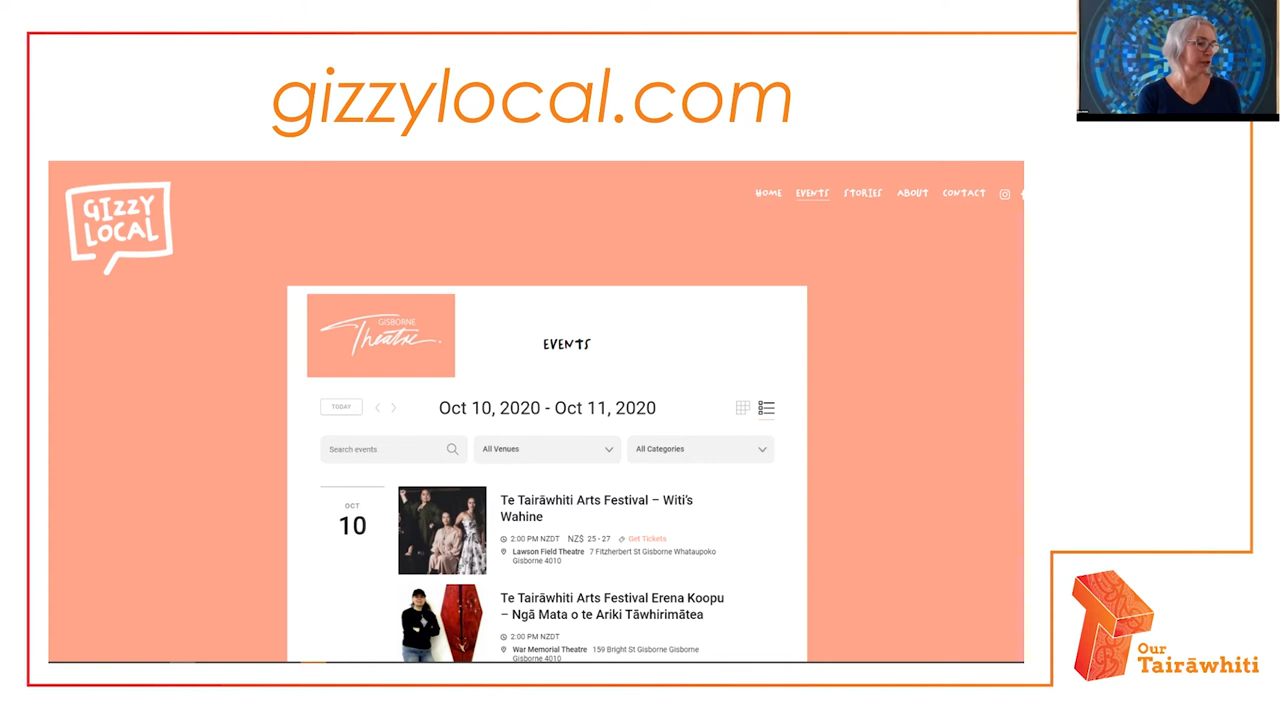 gizzylocal.com
GIZZY
LOCAL
HOME EVENTS STORIES ABOUT CONTACT
GISBORNE
Theatre.
EVENTS
TODAY
Oct 10, 2020 - Oct 11, 2020
Search events
All Venues
All Categories
OCT
10
Te Tairāwhiti Arts Festival – Witi's
Wahine
2:00 PM NZDT NZ$ 25 - 27 Get Tickets
Lawson Field Theatre 7 Fitzherbert St Gisborne Whataupoko
Gisborne 4010
Te Tairāwhiti Arts Festival Erena Koopu
– Ngā Mata o te Ariki Tāwhirimātea
2:00 PM NZDT
War Memorial Theatre 159 Bright St Gisborne Gisborne
Gisborne 4010
Our
Tairāwhiti